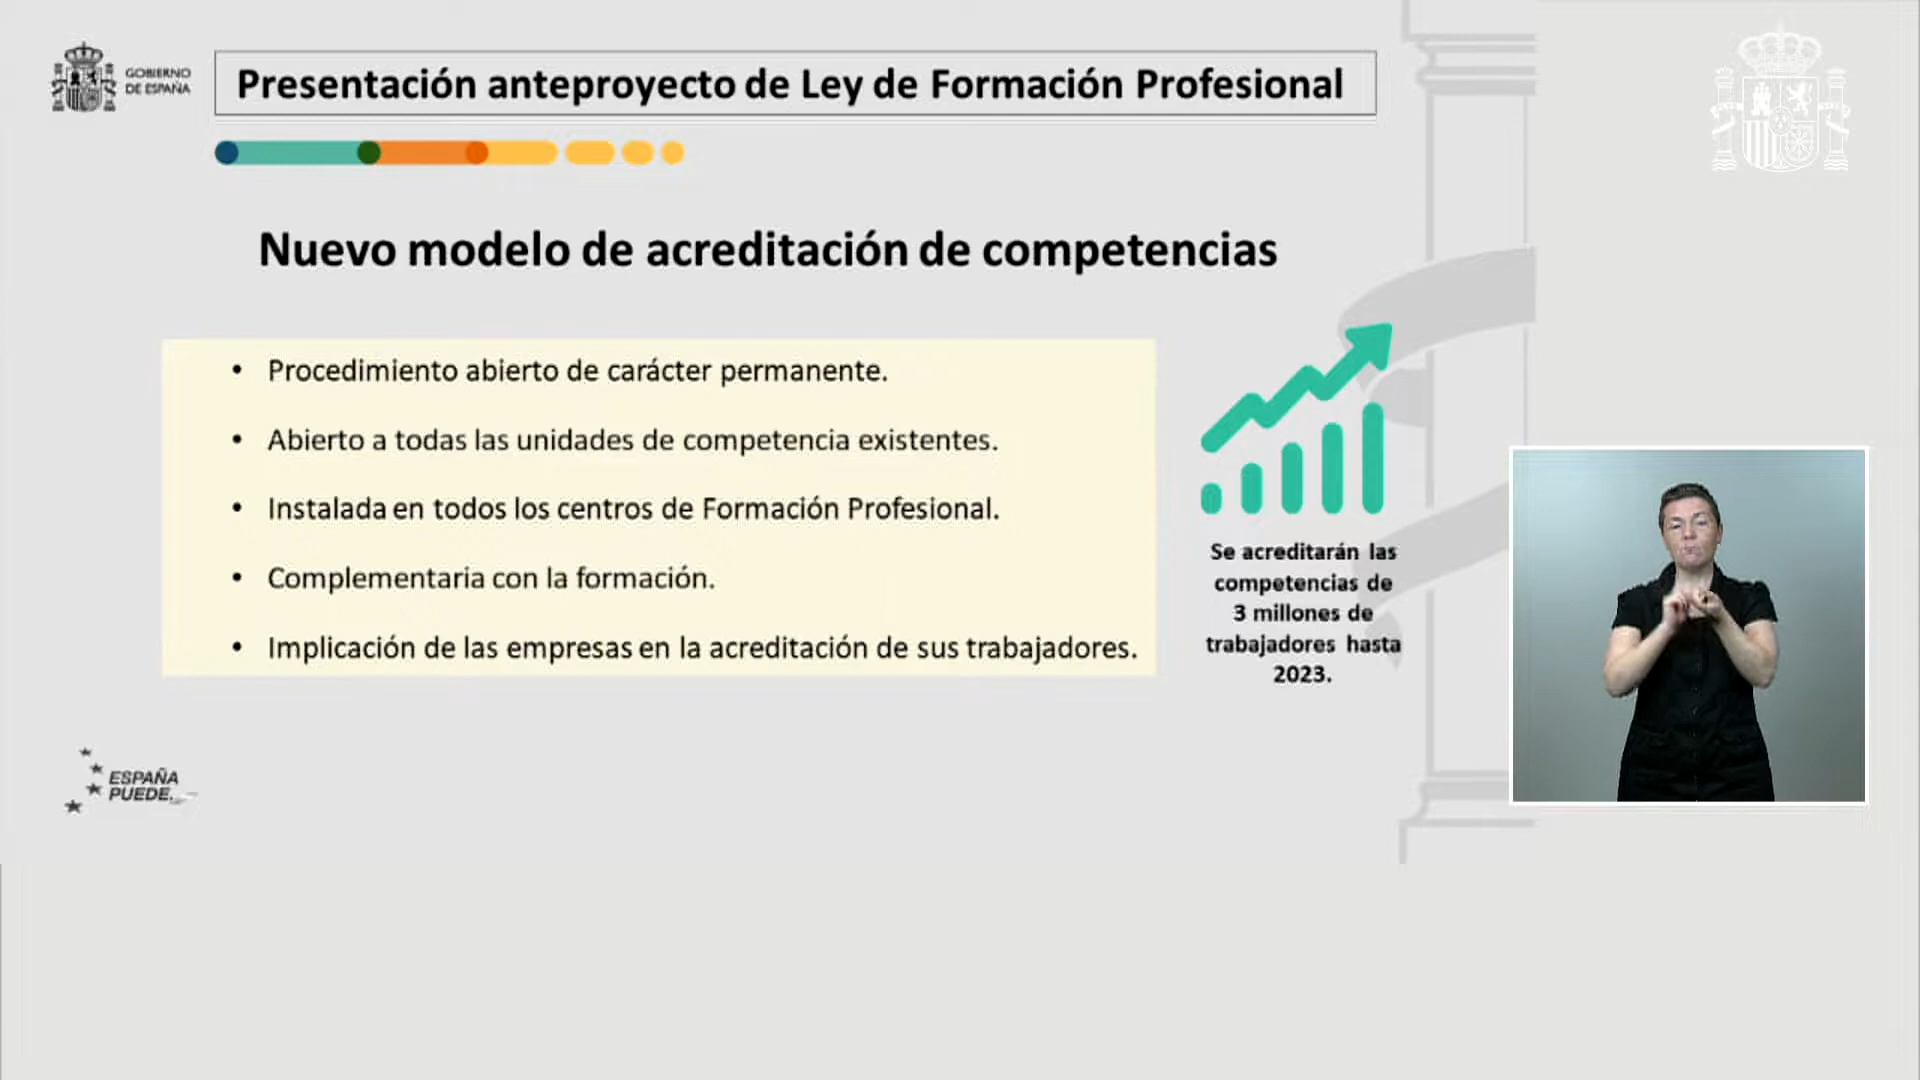 GOBIERNO
DE ESPAÑA
Presentación anteproyecto de Ley de Formación Profesional
Nuevo modelo de acreditación de competencias
• Procedimiento abierto de carácter permanente.
• Abierto a todas las unidades de competencia existentes.
• Instalada en todos los centros de Formación Profesional.
• Complementaria con la formación.
• Implicación de las empresas en la acreditación de sus trabajadores.
Se acreditarán las
competencias de
3 millones de
trabajadores hasta
2023.
ESPAÑA
PUEDE.